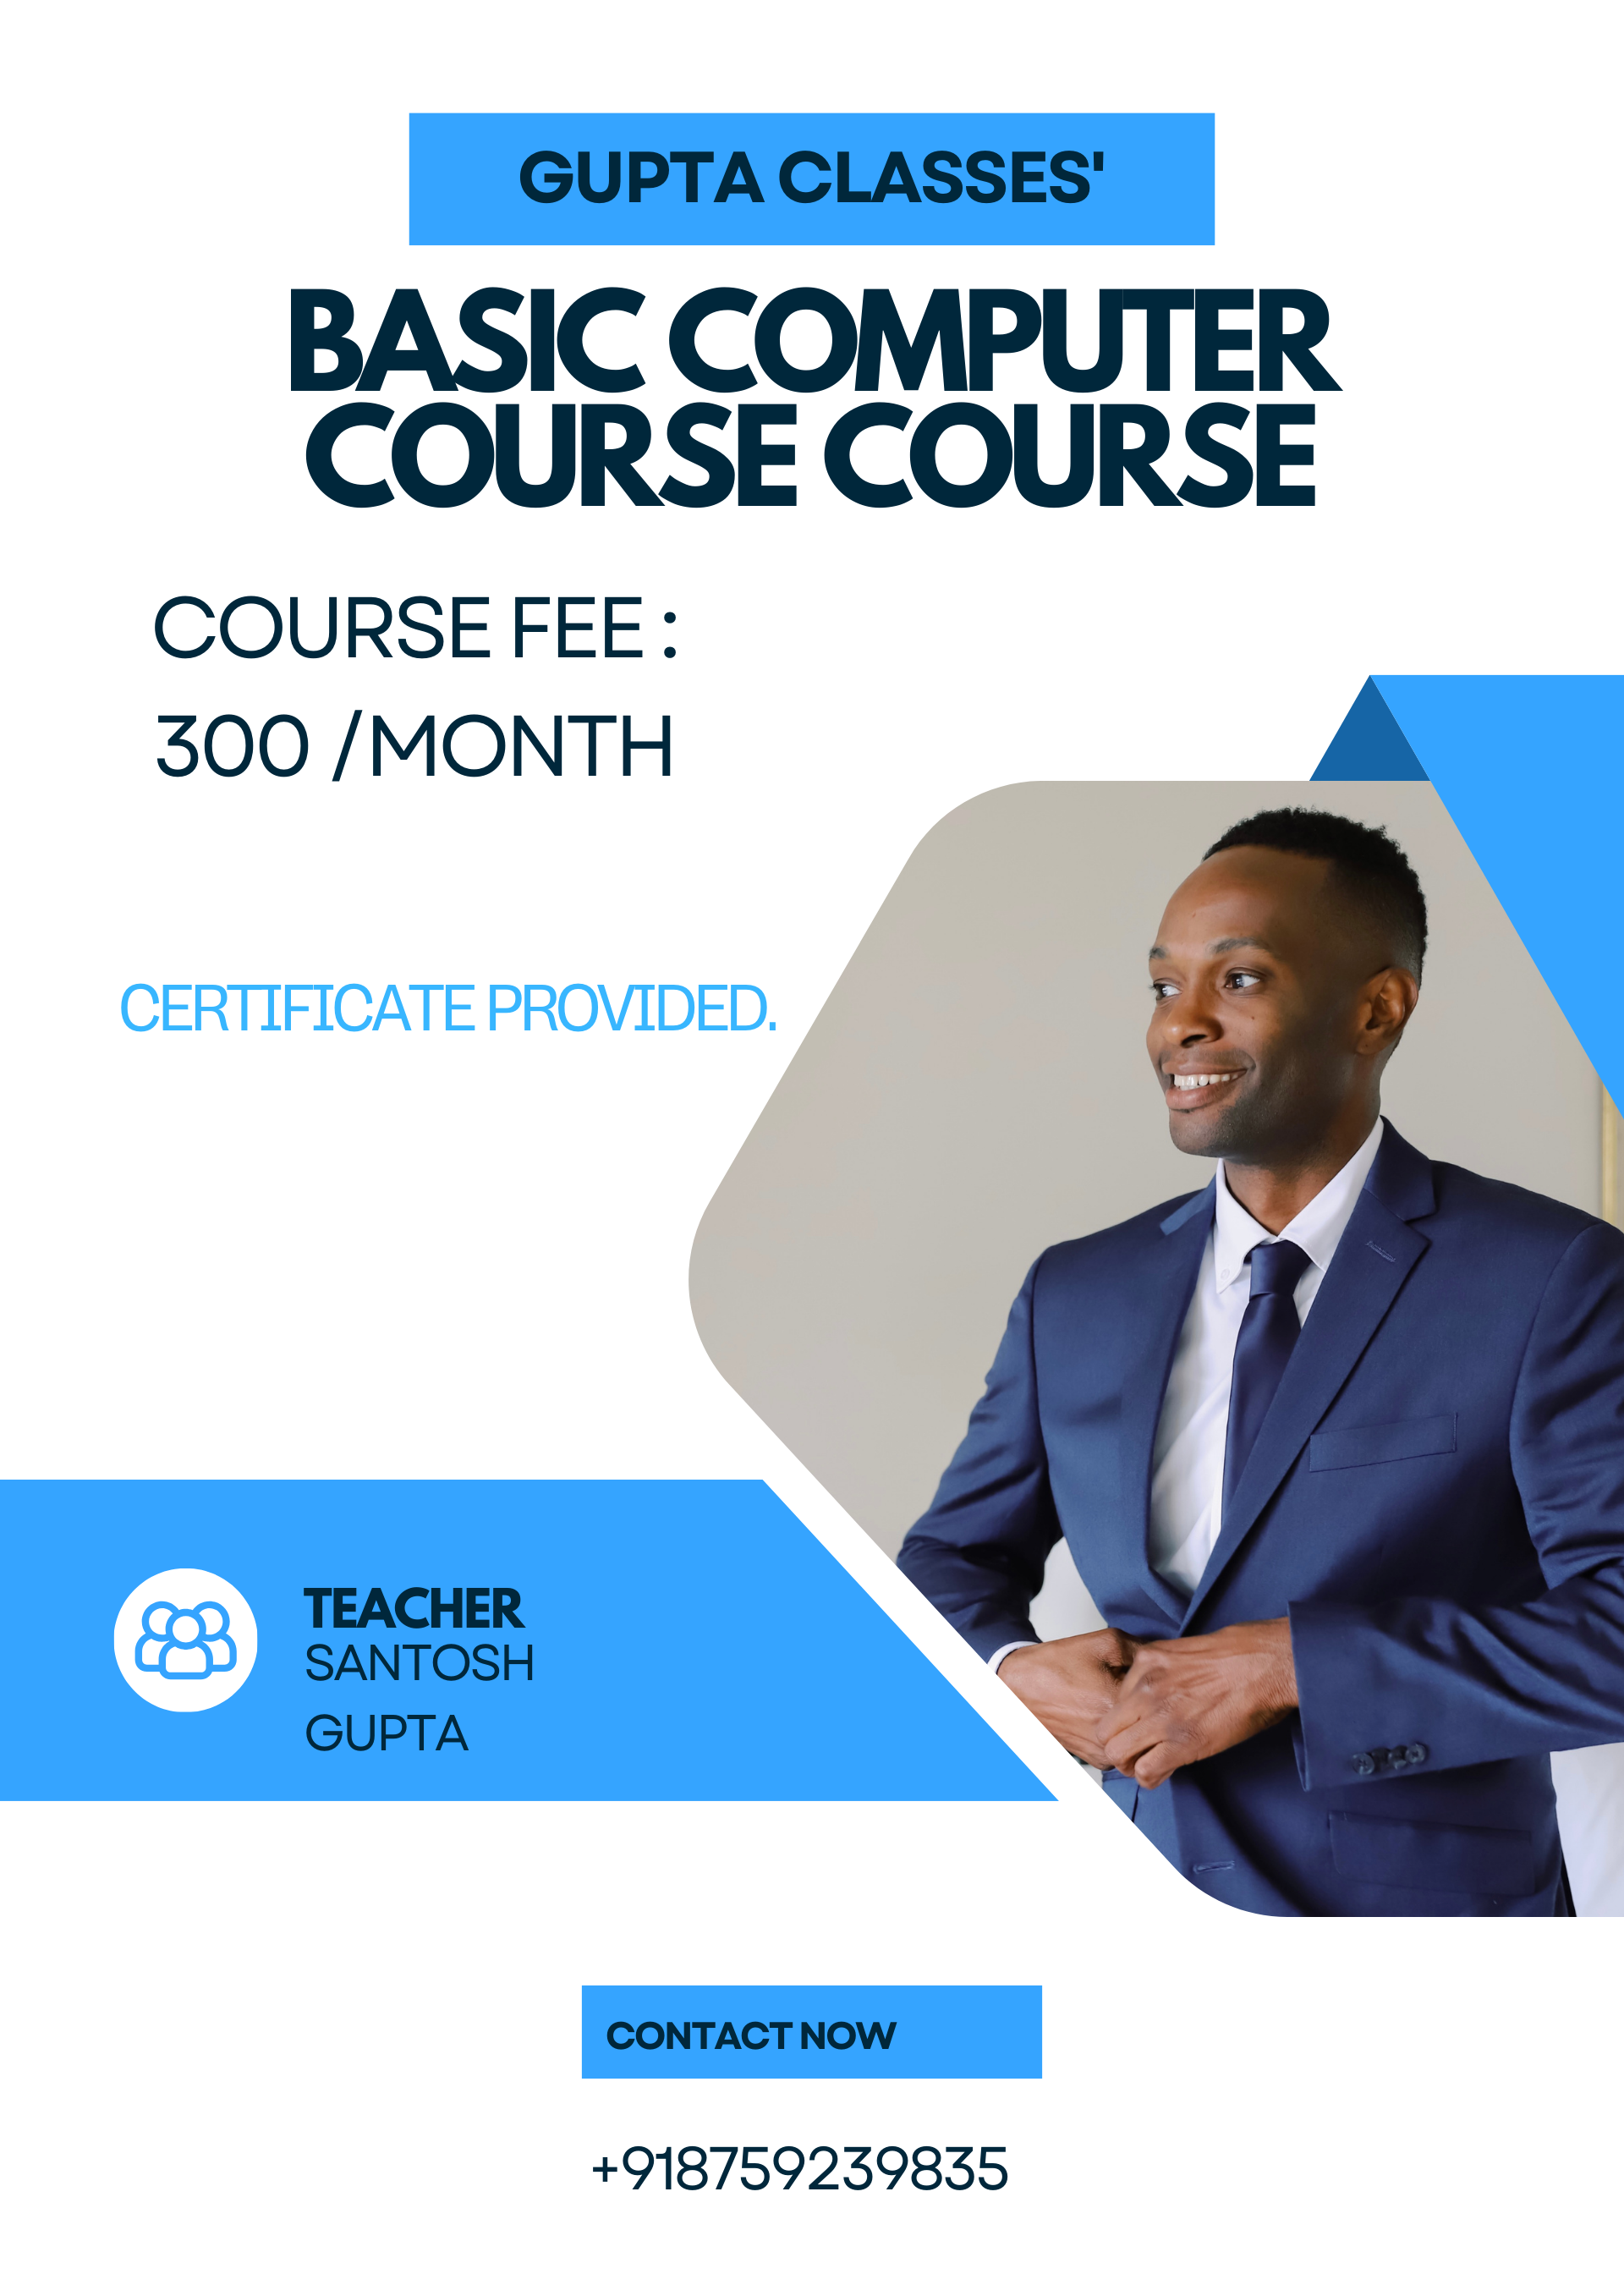 GUPTA CLASSES'
BASIC COMPUTER
COURSE COURSE
COURSE FEE :
300 /MONTH
CERTIFICATE PROVIDED.
TEACHER
SANTOSH
GUPTA
CONTACT NOW
+918759239835